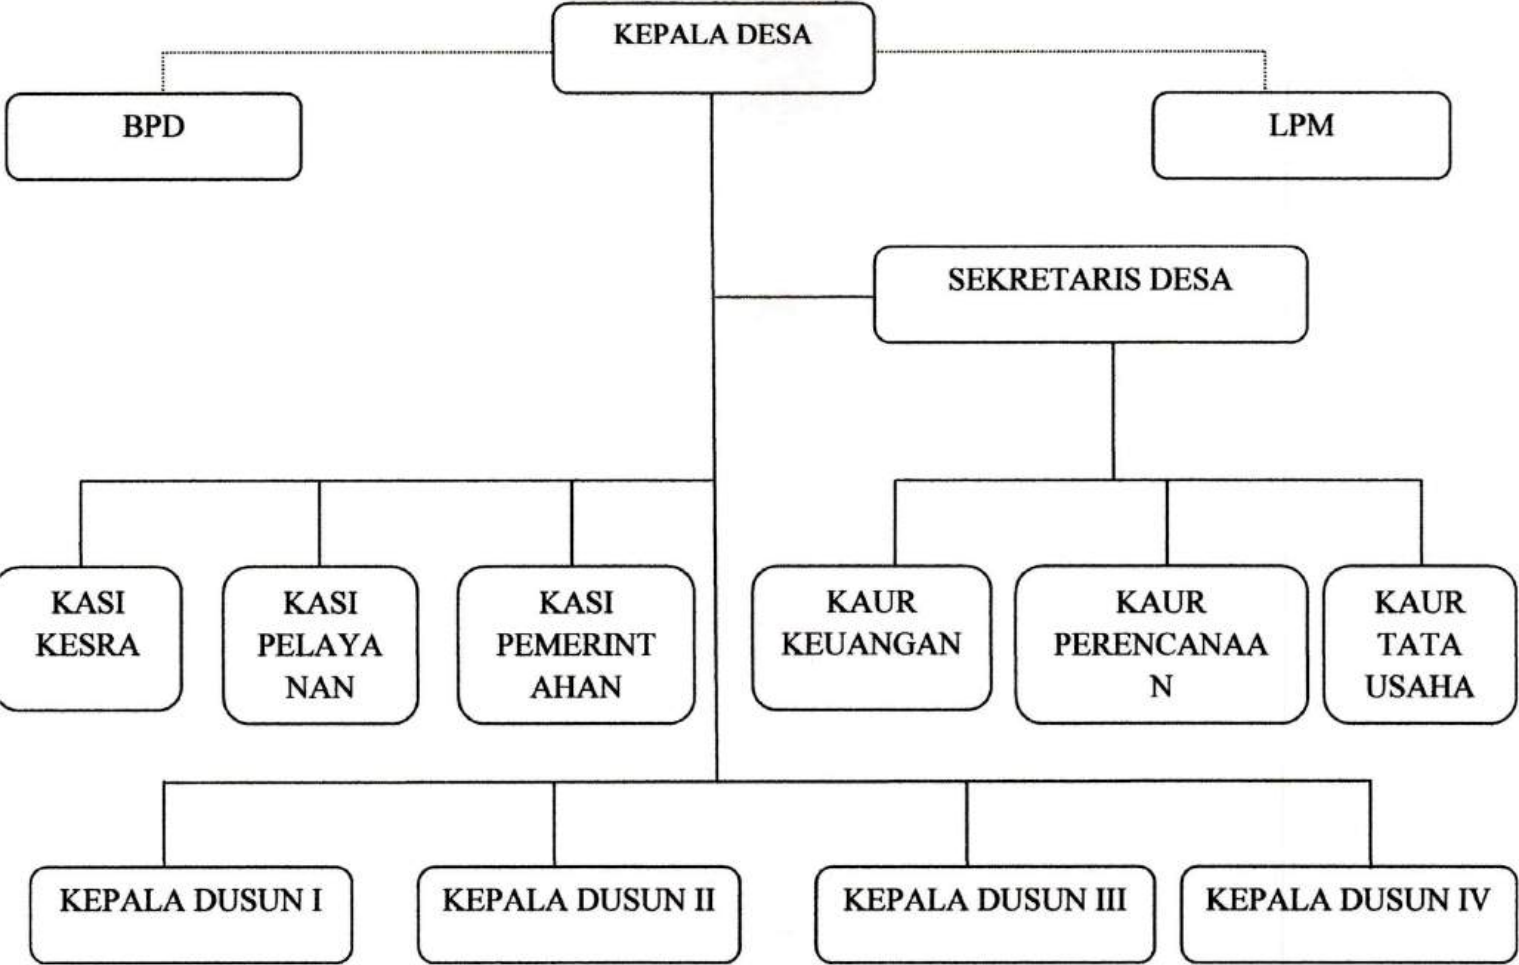 KEPALA DESA
BPD
LPM
SEKRETARIS DESA
KASI
KESRA
KASI
PELAYA
NAN
KASI
PEMERINT
AHAN
KAUR
KEUANGAN
KAUR
PERENCANAA
N
KAUR
TATA
USAHA
KEPALA DUSUN I
KEPALA DUSUN II
KEPALA DUSUN III
KEPALA DUSUN IV